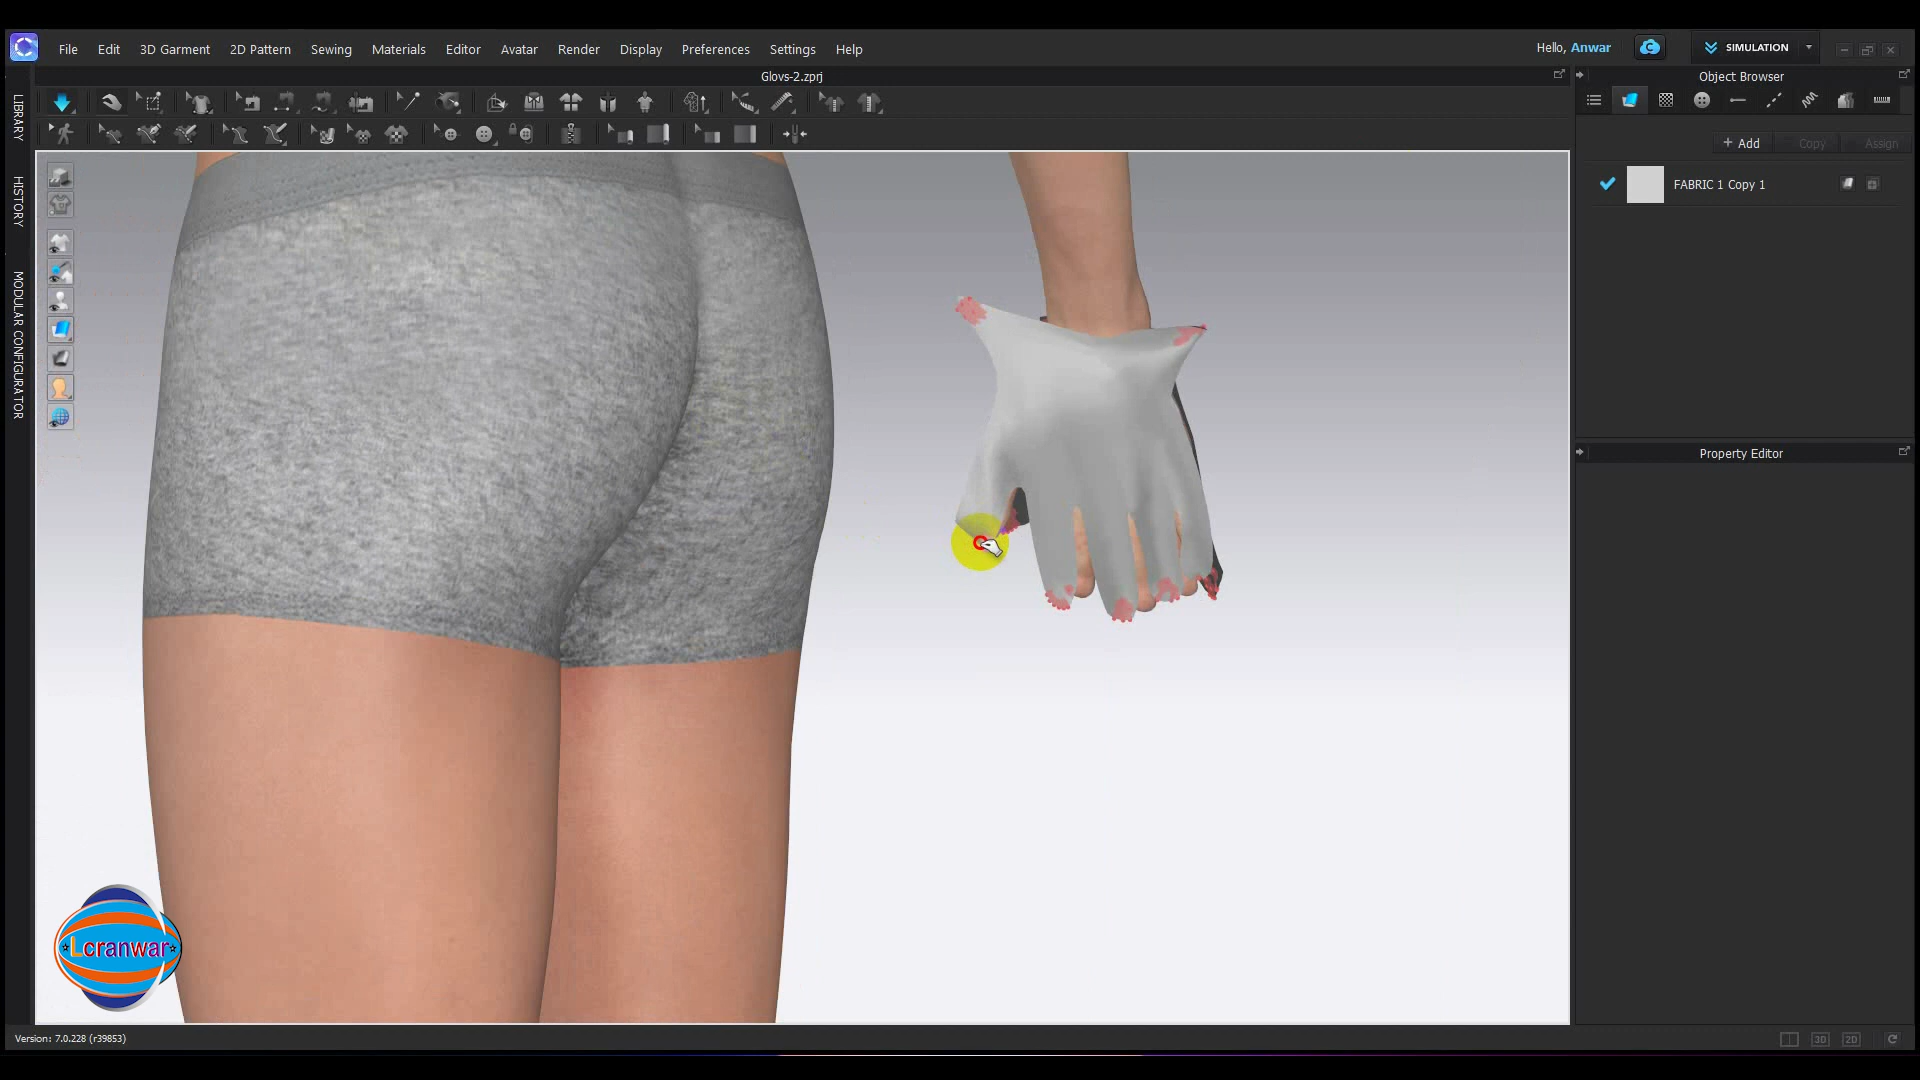 File Edit 3D Garment 2D Pattern Sewing Materials Editor Avatar Render Display Preferences Settings Help
Hello, Anwar
SIMULATION
Glovs-2.zprj
Object Browser
LIBRARY
HISTORY
MODULAR CONFIGURATOR
+ Add Copy Assign
FABRIC 1 Copy 1
Property Editor
Lcranwar
Version: 7.0.228 (r39853)
3D 2D